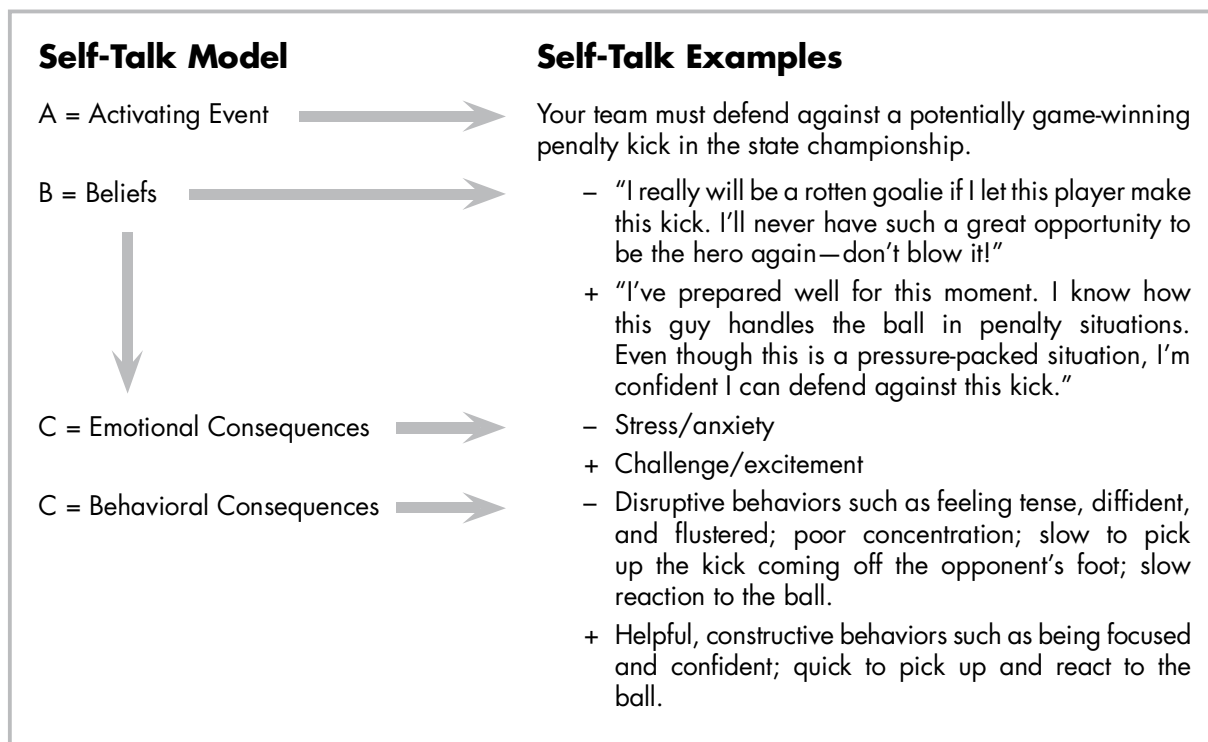 Self-Talk Model
Self-Talk Examples
A = Activating Event
Your team must defend against a potentially game-winning
penalty kick in the state championship.
B = Beliefs
– “I really will be a rotten goalie if I let this player make
this kick. I’ll never have such a great opportunity to
be the hero again—don’t blow it!”
+ “I’ve prepared well for this moment. I know how
this guy handles the ball in penalty situations.
Even though this is a pressure-packed situation, I’m
confident I can defend against this kick.”
C = Emotional Consequences
– Stress/anxiety
+ Challenge/excitement
C = Behavioral Consequences
– Disruptive behaviors such as feeling tense, diffident,
and flustered; poor concentration; slow to pick
up the kick coming off the opponent’s foot; slow
reaction to the ball.
+ Helpful, constructive behaviors such as being focused
and confident; quick to pick up and react to the
ball.